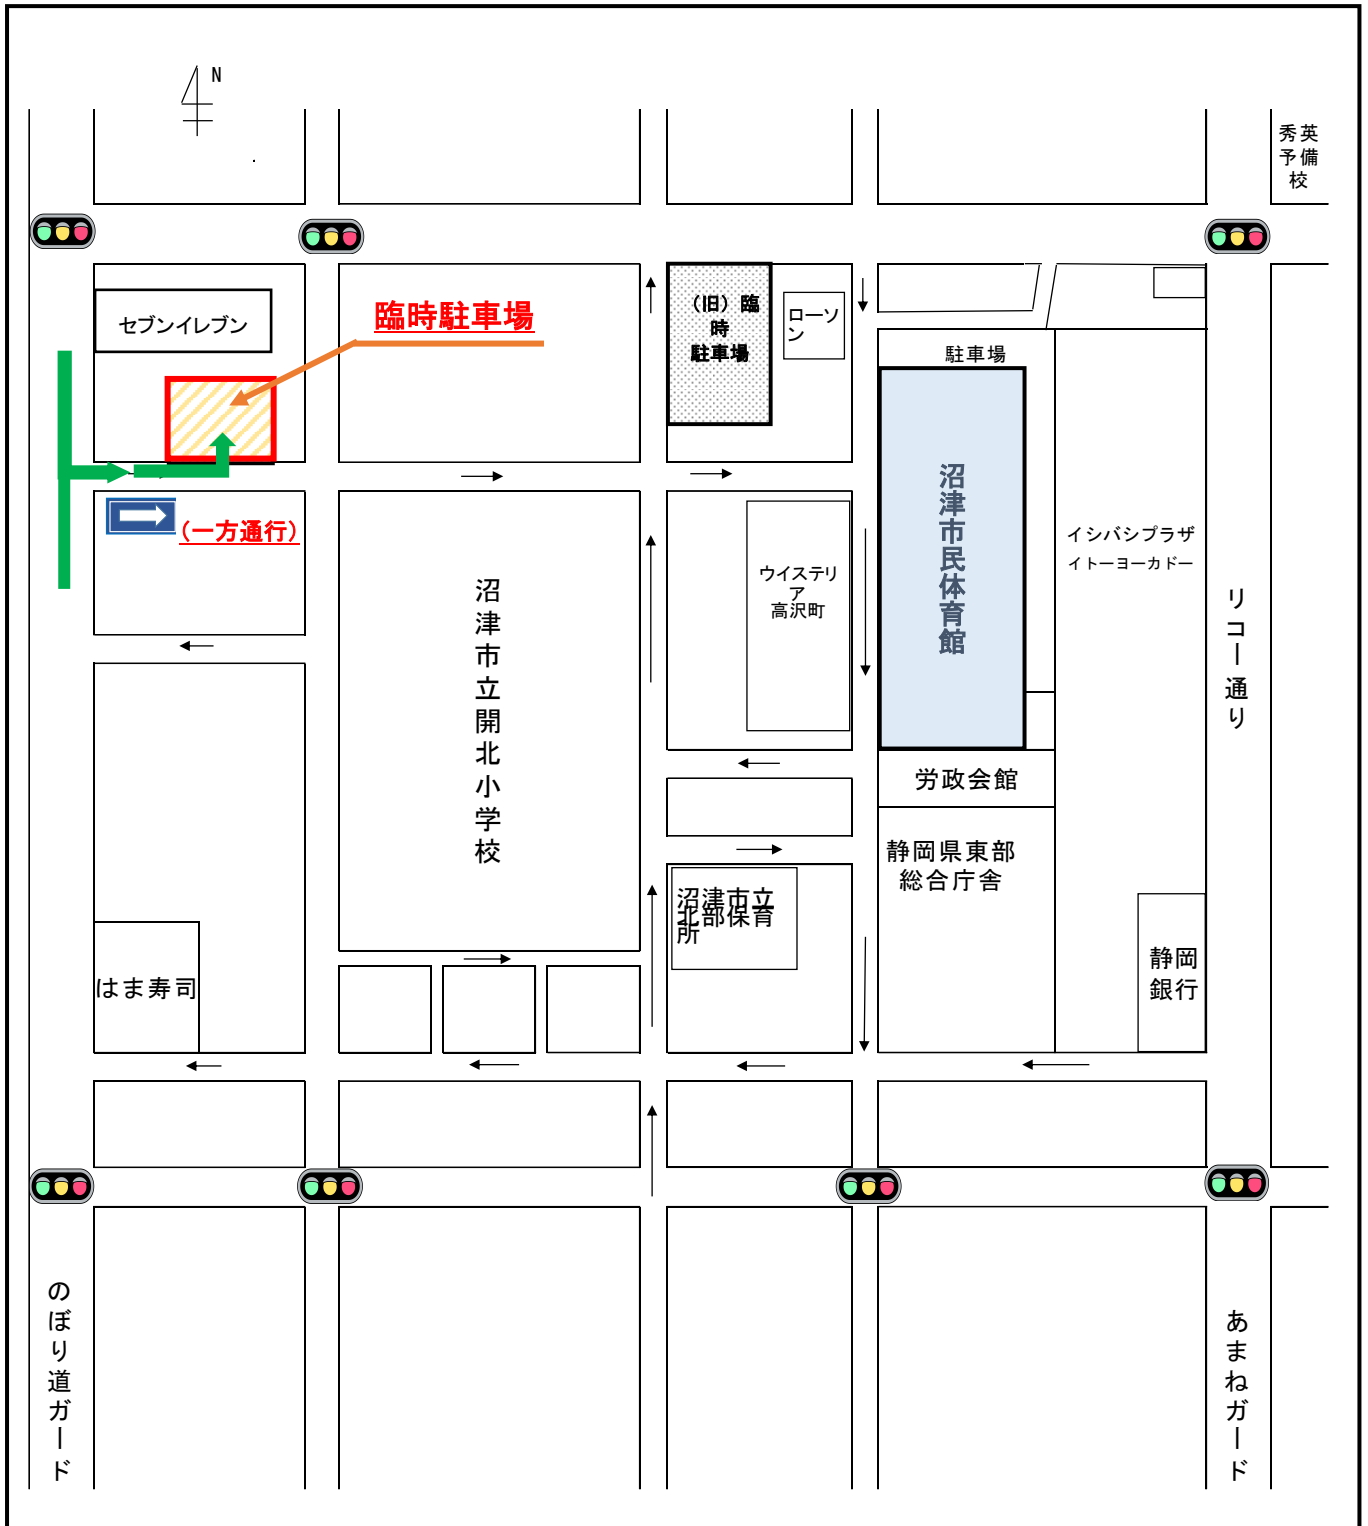 N
秀英
予備
校
セブンイレブン
臨時駐車場
（旧）臨
時
駐車場
ローソ
ン
駐車場
（一方通行）
沼津市民体育館
イシバシプラザ
イトーヨーカドー
ウイステリ
ア
高沢町
沼津市立開北小学校
リコー通り
労政会館
静岡県東部
総合庁舎
沼津市立
北部保育
所
はま寿司
静岡
銀行
のぼり道ガード
あまねガード